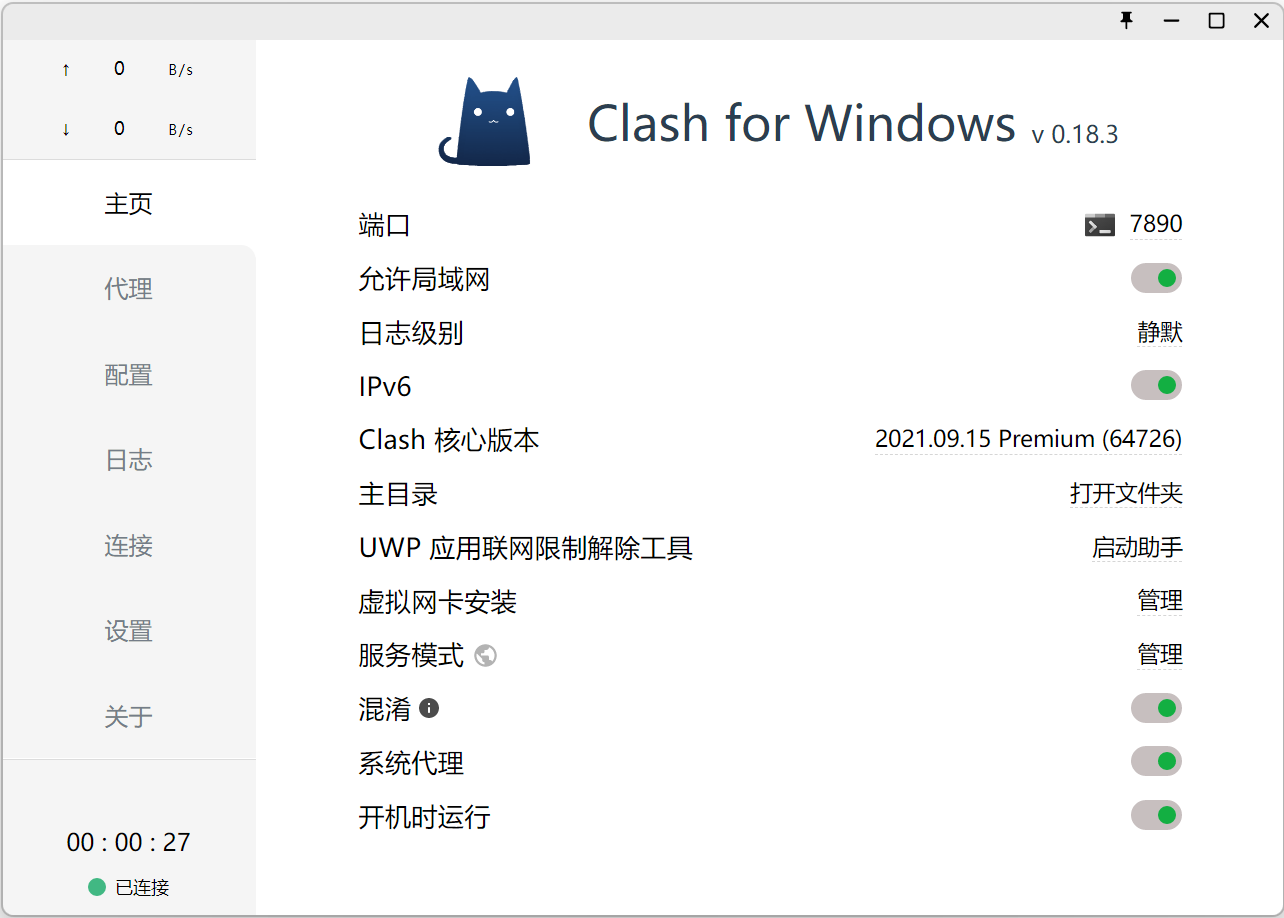 ↑ 0 B/s
↓ 0 B/s
主页
代理
配置
日志
连接
设置
关于
00 : 00 : 27
已连接
Clash for Windows v 0.18.3
端口 7890
允许局域网
日志级别 静默
IPv6
Clash 核心版本 2021.09.15 Premium (64726)
主目录 打开文件夹
UWP 应用联网限制解除工具 启动助手
虚拟网卡安装 管理
服务模式 管理
混淆
系统代理
开机时运行